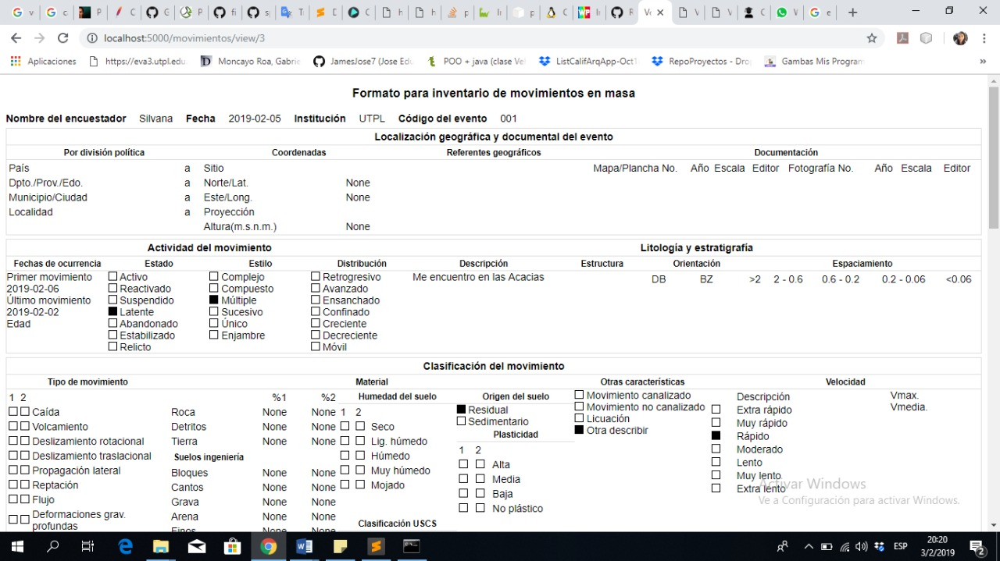 localhost:5000/movimientos/view/3
Aplicaciones https://eva3.utpl.edu. Moncayo Roa, Gabrie JamesJose7 (Jose Edu POO + java (clase Vei ListCalifArqApp-Oct1 RepoProyectos - Dro Gambas Mis Program »
Formato para inventario de movimientos en masa
Nombre del encuestador Silvana Fecha 2019-02-05 Institución UTPL Código del evento 001
Localización geográfica y documental del evento
Por división política Coordenadas Referentes geográficos Documentación
País a Sitio Mapa/Plancha No. Año Escala Editor Fotografía No. Año Escala Editor
Dpto./Prov./Edo. a Norte/Lat. None
Municipio/Ciudad a Este/Long. None
Localidad a Proyección
Altura(m.s.n.m.) None
Actividad del movimiento Litología y estratigrafía
Fechas de ocurrencia Estado Estilo Distribución Descripción Estructura Orientación Espaciamiento
Primer movimiento Activo Complejo Retrogresivo Me encuentro en las Acacias DB BZ >2 2 - 0.6 0.6 - 0.2 0.2 - 0.06 <0.06
2019-02-06 Reactivado Compuesto Avanzado
Último movimiento Suspendido Múltiple Ensanchado
2019-02-02 Latente Sucesivo Confinado
Edad Abandonado Único Creciente
Estabilizado Enjambre Decreciente
Relicto Móvil
Clasificación del movimiento
Tipo de movimiento Material Otras características Velocidad
1 2 %1 %2 Humedad del suelo Origen del suelo Movimiento canalizado Descripción Vmax.
Caída Roca None None 1 2 Residual Movimiento no canalizado Extra rápido Vmedia.
Volcamiento Detritos None None Seco Sedimentario Licuación Muy rápido
Deslizamiento rotacional Tierra None None Lig. húmedo Plasticidad Otra describir Rápido
Deslizamiento traslacional Suelos ingeniería Húmedo 1 2 Moderado
Propagación lateral Bloques None None Muy húmedo Alta Lento
Reptación Cantos None None Mojado Media Muy lento
Flujo Grava None None Baja Extra lento
Deformaciones grav. profundas Arena None None No plástico
Finos None None Clasificación USCS
Activar Windows
Ve a Configuración para activar Windows.
ESP
20:20
3/2/2019
2